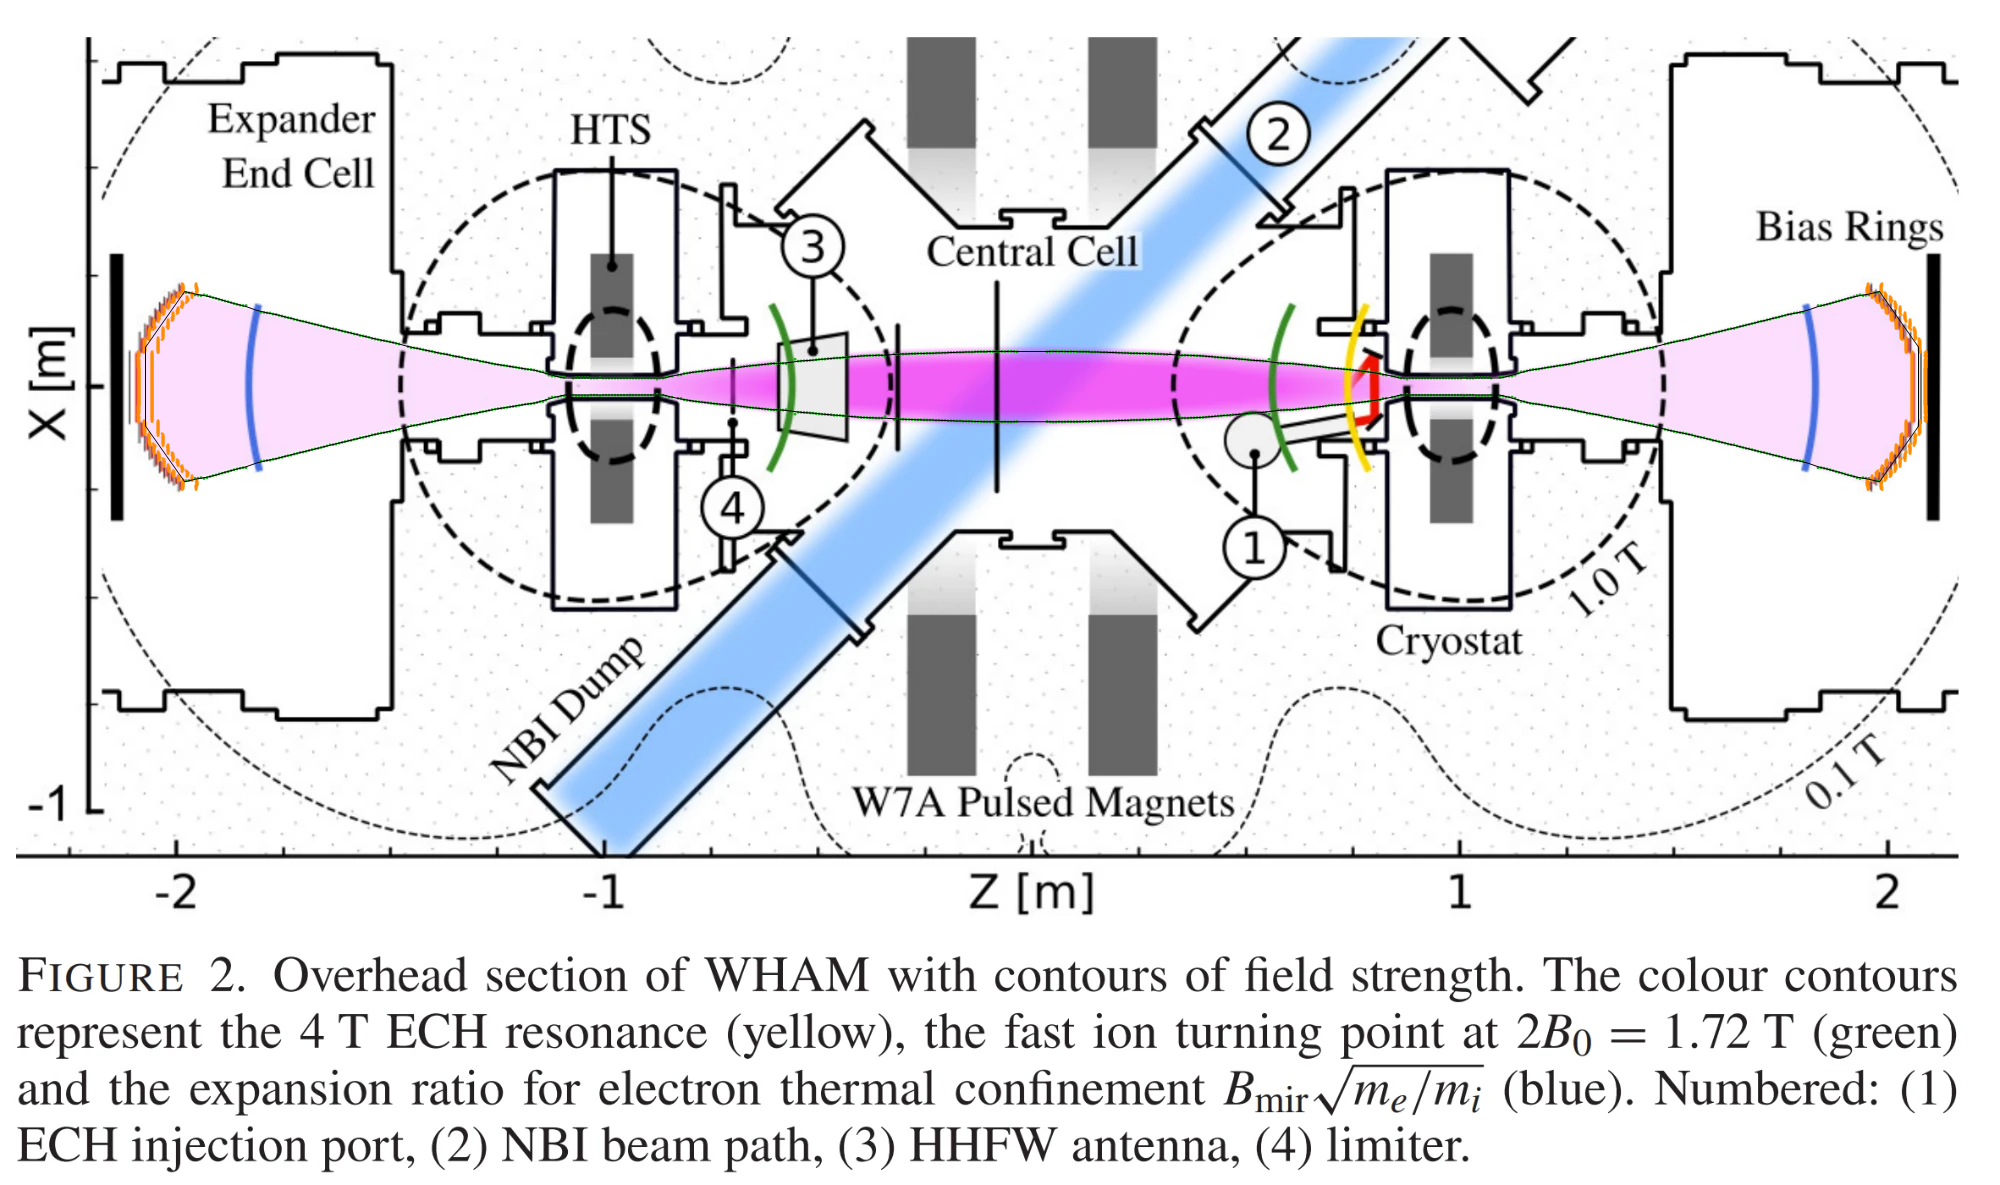 Expander
End Cell
HTS
2
3
Central Cell
Bias Rings
X [m]
4
1
1.0 T
Cryostat
NBI Dump
0.1 T
-1
W7A Pulsed Magnets
-2
-1
Z [m]
1
2
FIGURE 2. Overhead section of WHAM with contours of field strength. The colour contours
represent the 4 T ECH resonance (yellow), the fast ion turning point at 2B₀ = 1.72 T (green)
and the expansion ratio for electron thermal confinement B_mir√(m_e/m_i) (blue). Numbered: (1)
ECH injection port, (2) NBI beam path, (3) HHFW antenna, (4) limiter.